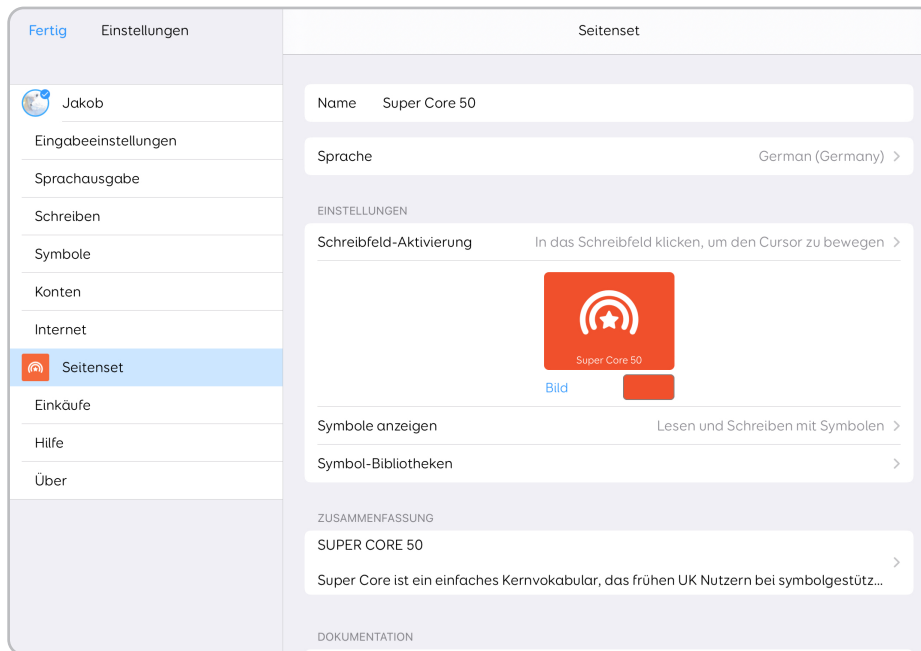 Fertig
Einstellungen
Seitenset
Jakob
Eingabeeinstellungen
Sprachausgabe
Schreiben
Symbole
Konten
Internet
Seitenset
Einkäufe
Hilfe
Über
Name Super Core 50
Sprache German (Germany)
EINSTELLUNGEN
Schreibfeld-Aktivierung In das Schreibfeld klicken, um den Cursor zu bewegen
Super Core 50
Bild
Symbole anzeigen Lesen und Schreiben mit Symbolen
Symbol-Bibliotheken
ZUSAMMENFASSUNG
SUPER CORE 50
Super Core ist ein einfaches Kernvokabular, das frühen UK Nutzern bei symbolgestütz...
DOKUMENTATION